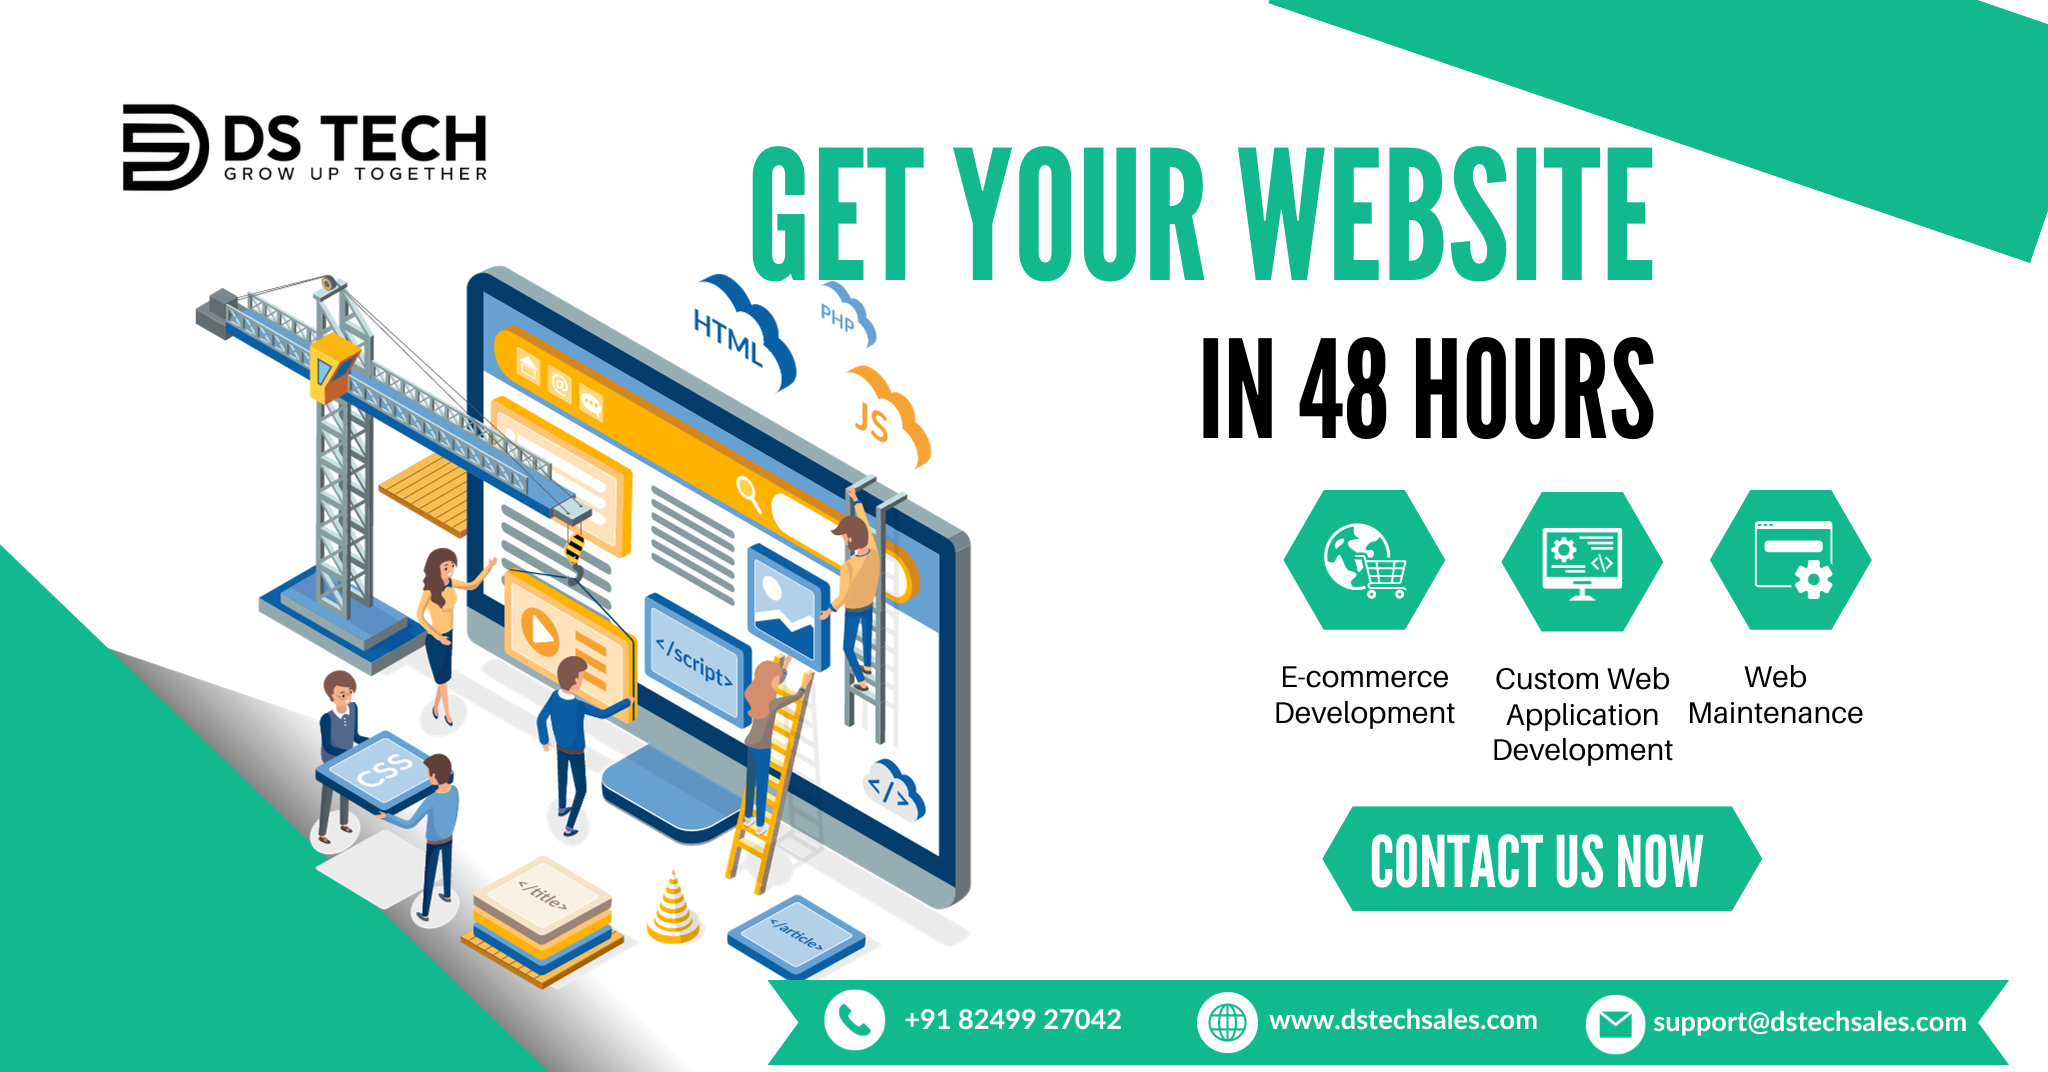 DS TECH
GROW UP TOGETHER
GET YOUR WEBSITE
IN 48 HOURS
HTML
PHP
JS
</script>
CSS
</>
</title>
</article>
E-commerce
Development
Custom Web
Application
Development
Web
Maintenance
CONTACT US NOW
+91 82499 27042
www.dstechsales.com
support@dstechsales.com